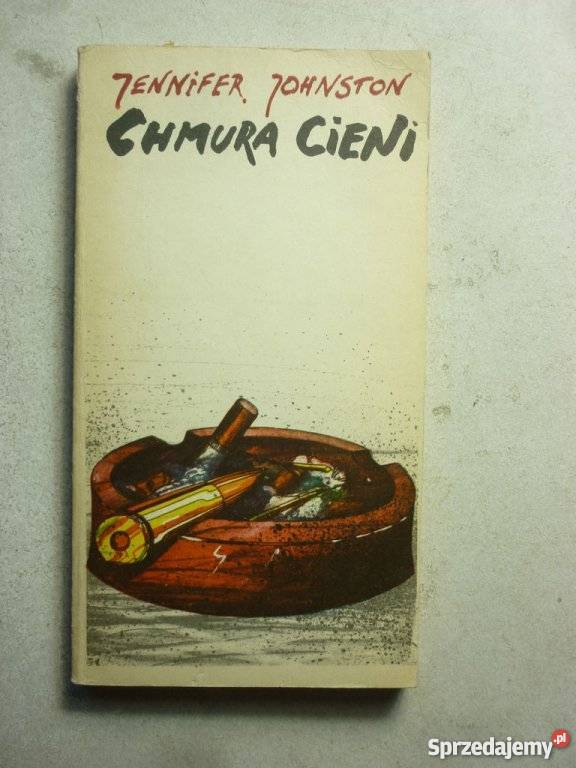 JENNIFER JOHNSTON
CHMURA CIENI
Sprzedajemy.pl